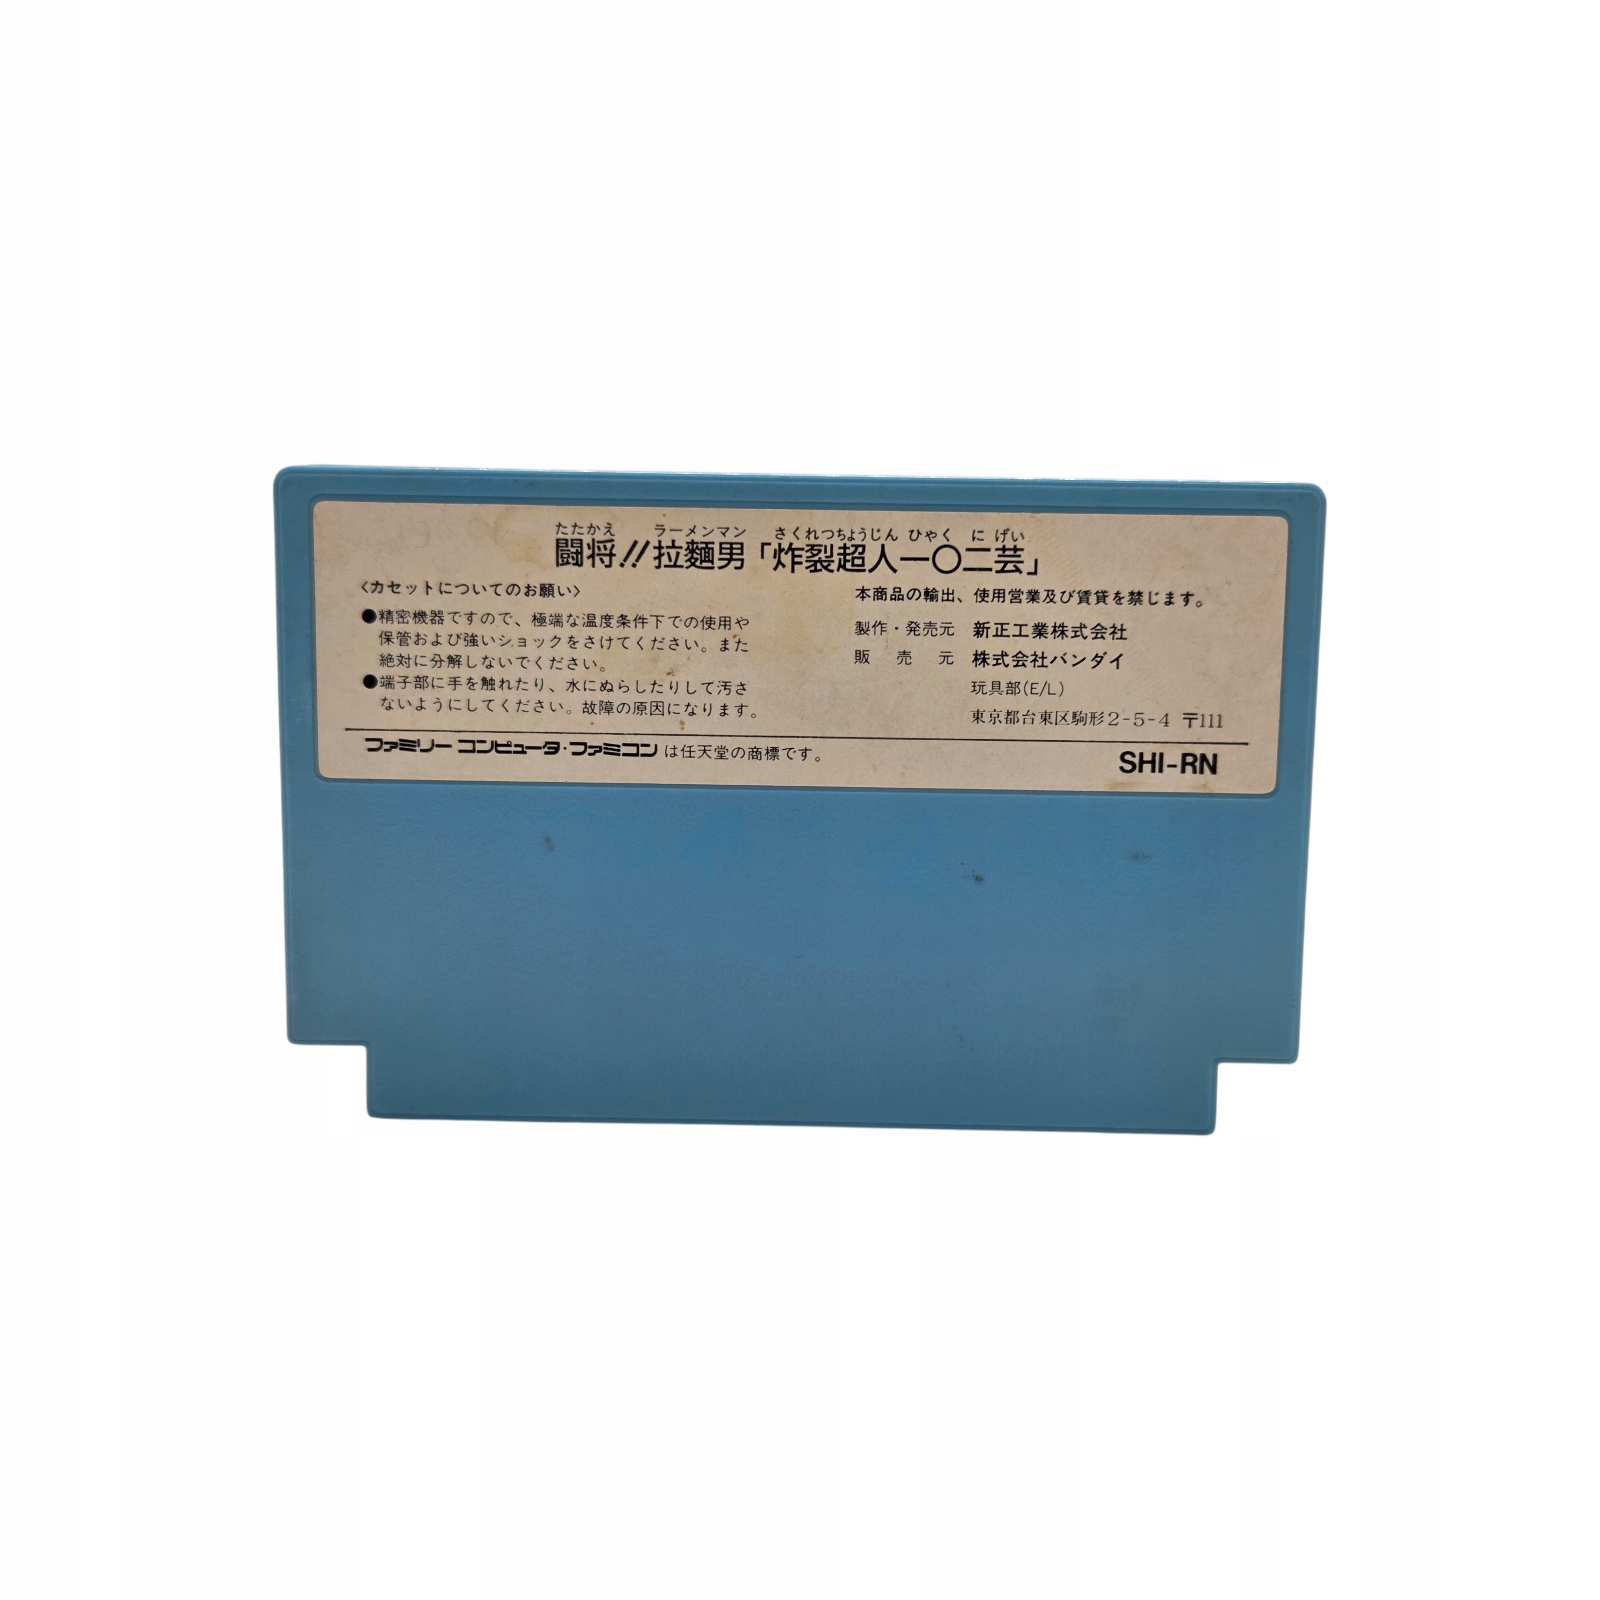 たたかえ ラーメンマン さくれつちょうじん ひゃく に げい
闘将!!拉麵男「炸裂超人一〇二芸」
〈カセットについてのお願い〉
●精密機器ですので、極端な温度条件下での使用や
保管および強いショックをさけてください。また
絶対に分解しないでください。
●端子部に手を触れたり、水にぬらしたりして汚さ
ないようにしてください。故障の原因になります。
本商品の輸出、使用営業及び賃貸を禁じます。
製作・発売元 新正工業株式会社
販売元 株式会社バンダイ
玩具部(E/L)
東京都台東区駒形2-5-4 〒111
ファミリーコンピュータ・ファミコンは任天堂の商標です。
SHI-RN